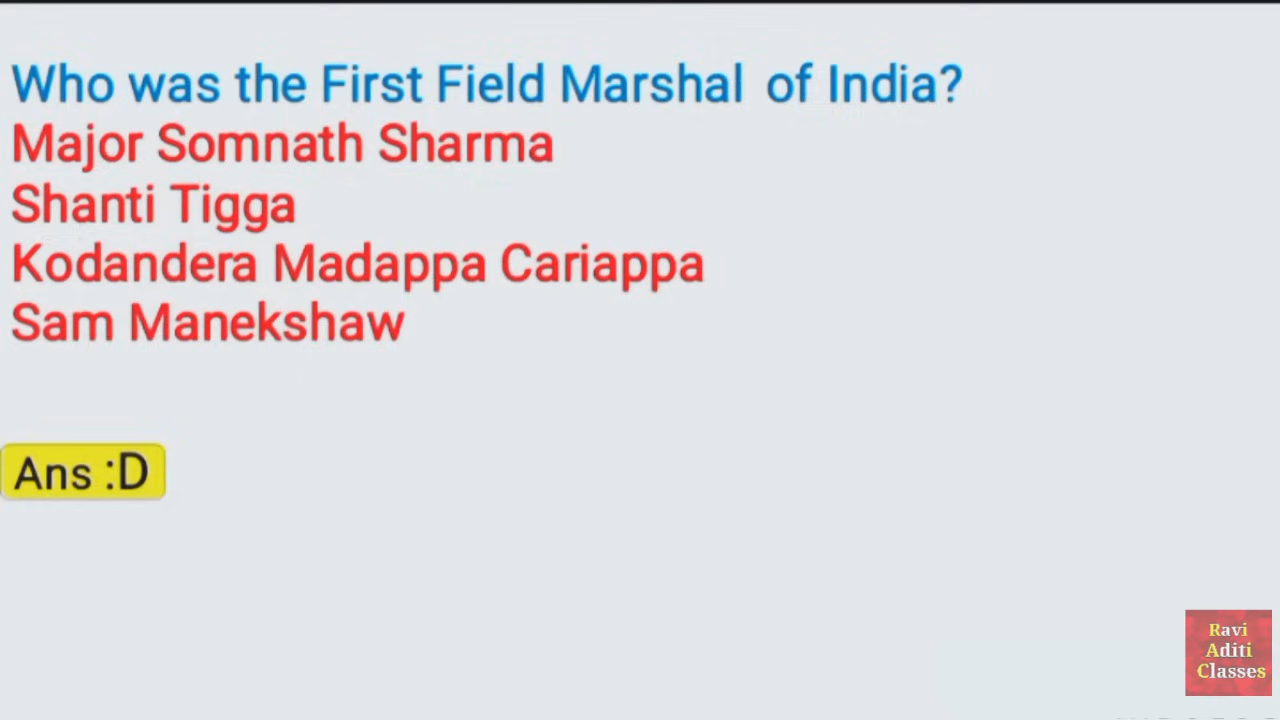 Who was the First Field Marshal of India?
Major Somnath Sharma
Shanti Tigga
Kodandera Madappa Cariappa
Sam Manekshaw
Ans :D
Ravi
Aditi
Classes